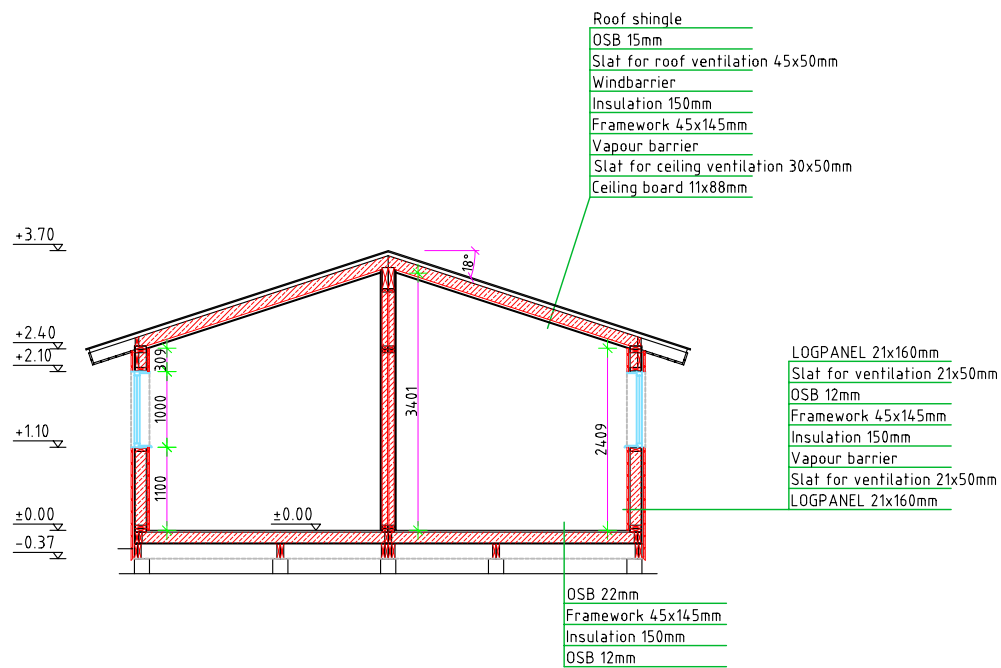 Roof shingle
OSB 15mm
Slat for roof ventilation 45x50mm
Windbarrier
Insulation 150mm
Framework 45x145mm
Vapour barrier
Slat for ceiling ventilation 30x50mm
Ceiling board 11x88mm
+3.70
18°
+2.40
+2.10
309
1000
1100
3401
2409
+1.10
±0.00
±0.00
-0.37
LOGPANEL 21x160mm
Slat for ventilation 21x50mm
OSB 12mm
Framework 45x145mm
Insulation 150mm
Vapour barrier
Slat for ventilation 21x50mm
LOGPANEL 21x160mm
OSB 22mm
Framework 45x145mm
Insulation 150mm
OSB 12mm